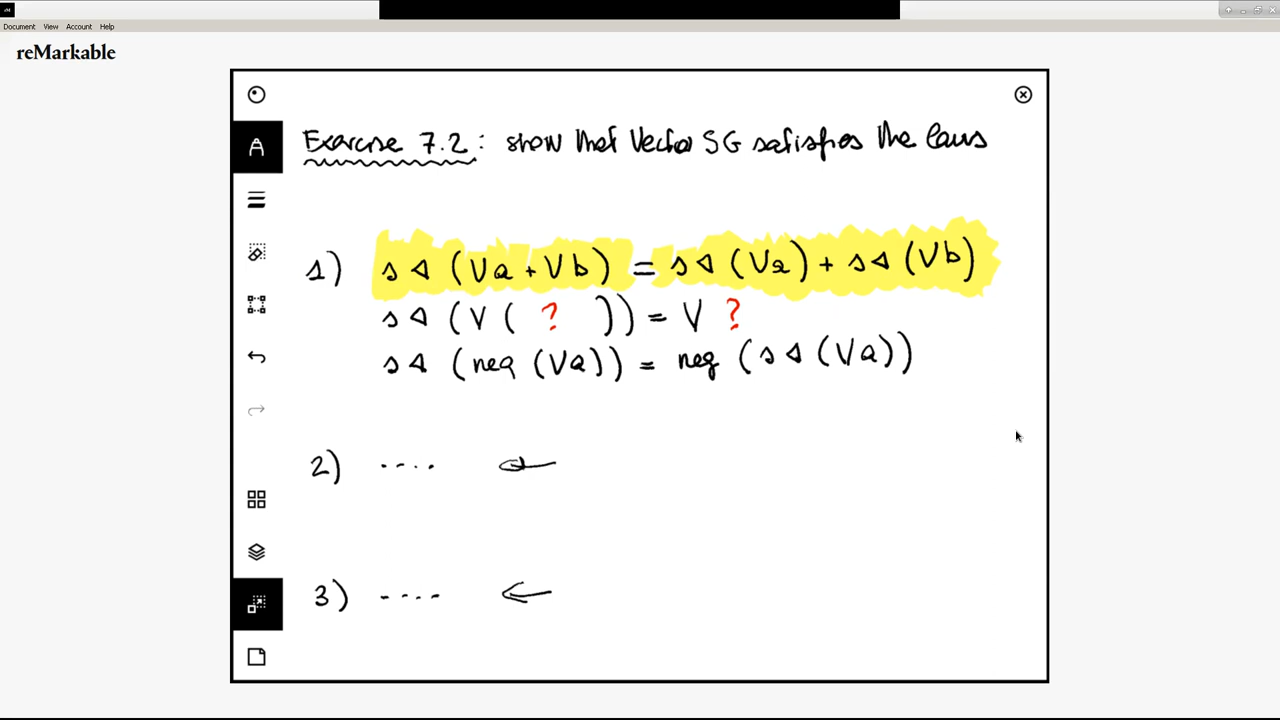 Document View Account Help
reMarkable
Exercise 7.2: show that Vector SG satisfies the laws
1) s ◁ (Va + Vb) = s ◁ (Va) + s ◁ (Vb)
s ◁ (V ( ? )) = V ?
s ◁ (neg (Va)) = neg (s ◁ (Va))
2) ....
3) ....